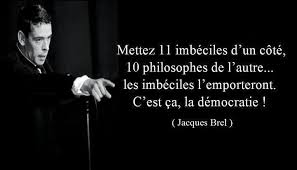 Mettez 11 imbéciles d'un côté,
10 philosophes de l'autre...
les imbéciles l'emporteront.
C'est ça, la démocratie !
( Jacques Brel )